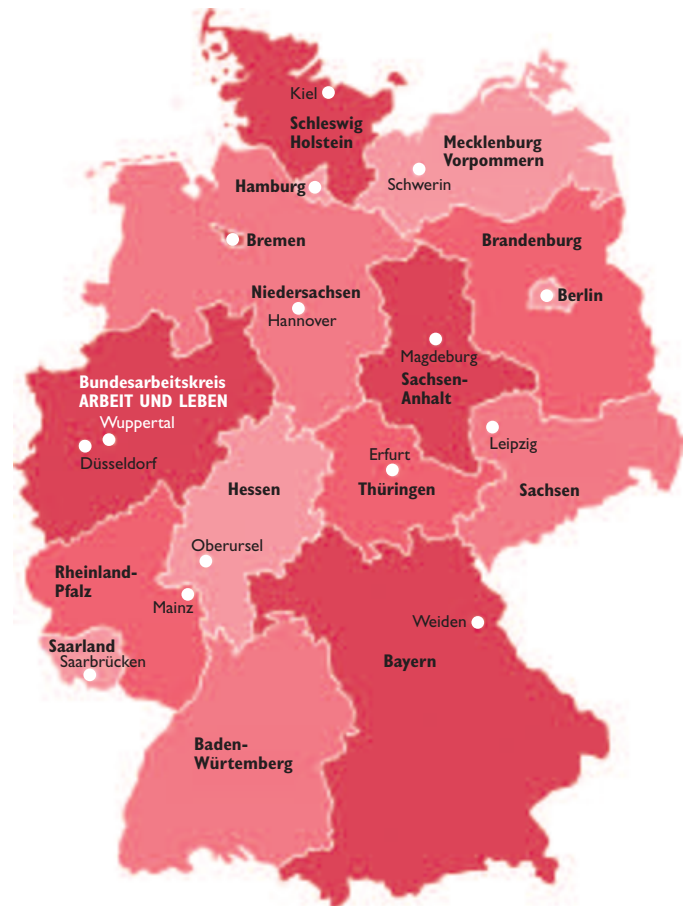 Kiel
Schleswig
Holstein
Mecklenburg
Vorpommern
Schwerin
Hamburg
Bremen
Brandenburg
Berlin
Niedersachsen
Hannover
Magdeburg
Sachsen-
Anhalt
Bundesarbeitskreis
ARBEIT UND LEBEN
Wuppertal
Düsseldorf
Leipzig
Sachsen
Erfurt
Thüringen
Hessen
Oberursel
Rheinland-
Pfalz
Mainz
Weiden
Saarland
Saarbrücken
Bayern
Baden-
Würtemberg